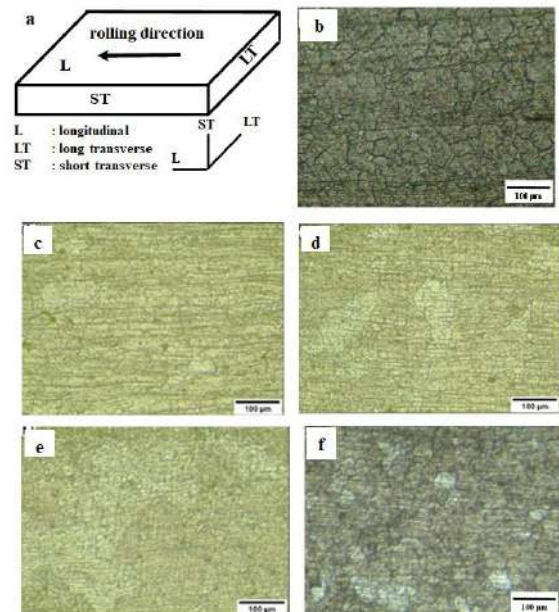 a
rolling direction
L
LT
ST
L : longitudinal
LT : long transverse
ST : short transverse
ST
LT
L
b
100 µm
c
100 µm
d
100 µm
e
100 µm
f
100 µm